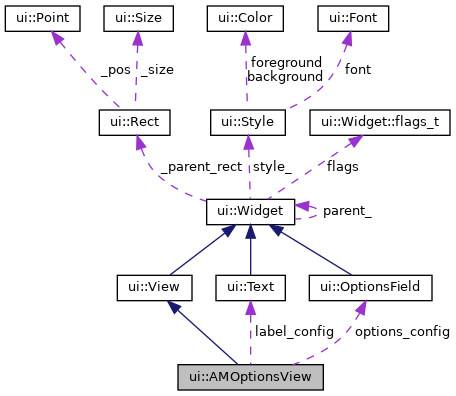 ui::Point
ui::Size
ui::Color
ui::Font
_pos
_size
foreground
background
font
ui::Rect
ui::Style
ui::Widget::flags_t
_parent_rect
style_
flags
ui::Widget
parent_
ui::View
ui::Text
ui::OptionsField
label_config
options_config
ui::AMOptionsView